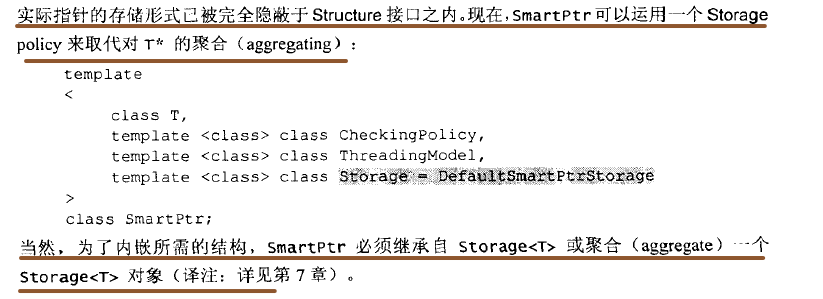 实际指针的存储形式已被完全隐蔽于 Structure 接口之内。现在，SmartPtr 可以运用一个 Storage
policy 来取代对 T* 的聚合（aggregating）：
template
<
class T,
template <class> class CheckingPolicy,
template <class> class ThreadingModel,
template <class> class Storage = DefaultSmartPtrStorage
>
class SmartPtr;
当然，为了内嵌所需的结构，SmartPtr 必须继承自 Storage<T> 或聚合（aggregate）一个
Storage<T> 对象（译注：详见第 7 章）。